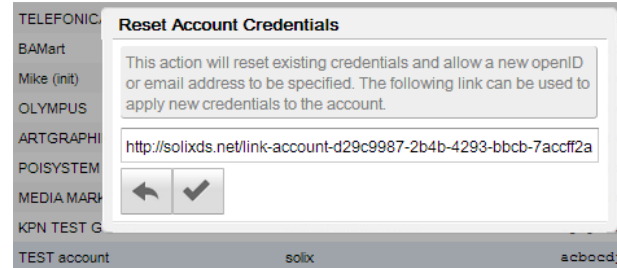 TELEFONICA
Reset Account Credentials
BAMart
This action will reset existing credentials and allow a new openID
Mike (init)
or email address to be specified. The following link can be used to
apply new credentials to the account.
OLYMPUS
ARTGRAPHI
http://solixds.net/link-account-d29c9987-2b4b-4293-bbcb-7accff2a
POISYSTEM
MEDIA MARK
KPN TEST G
TEST account solix acbocdj